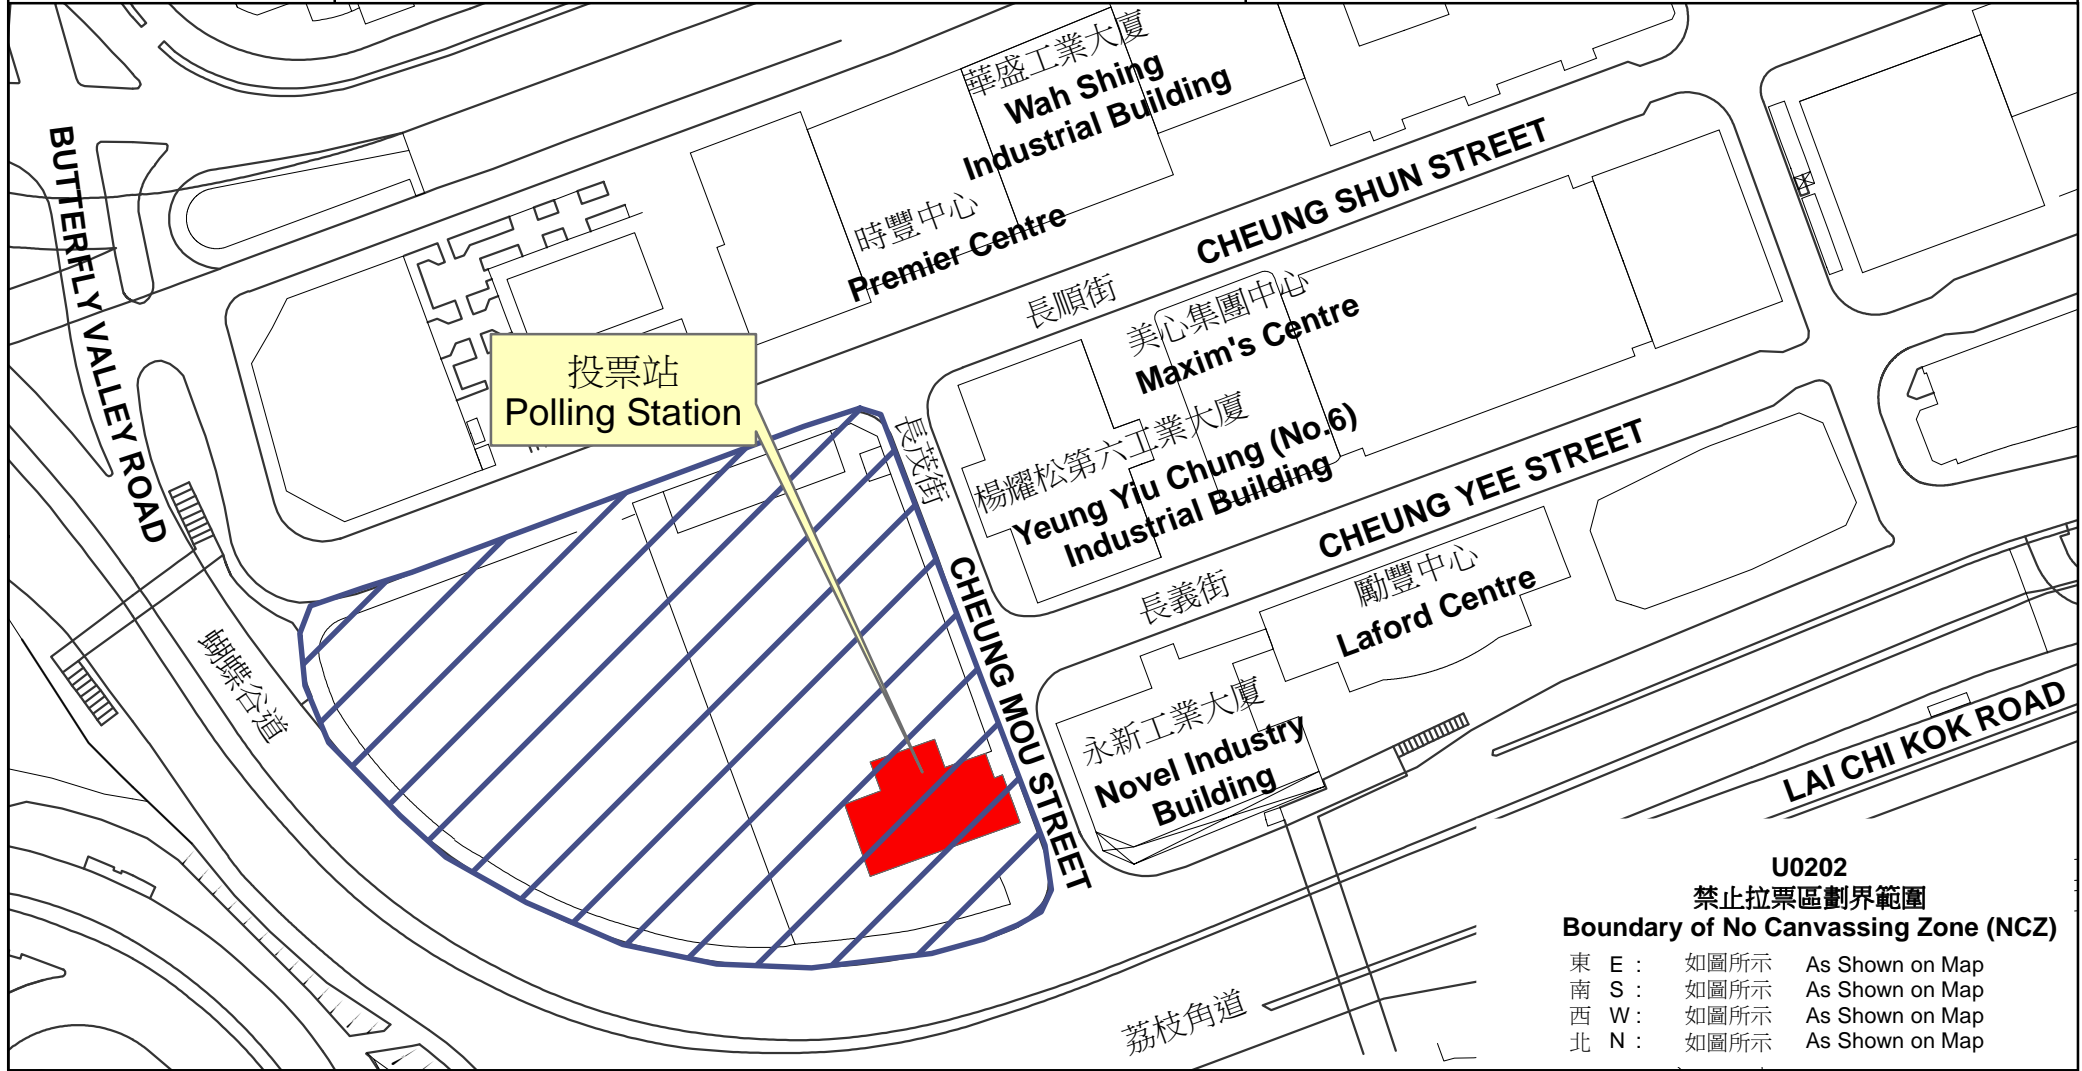 華盛工業大廈
Wah Shing
Industrial Building
BUTTERFLY VALLEY ROAD
時豐中心
Premier Centre
CHEUNG SHUN STREET
長順街
美心集團中心
Maxim's Centre
投票站
Polling Station
長茂街
楊耀松第六工業大廈
Yeung Yiu Chung (No.6)
Industrial Building
CHEUNG YEE STREET
長義街
勵豐中心
Laford Centre
CHEUNG MOU STREET
蝴蝶谷道
永新工業大廈
Novel Industry
Building
LAI CHI KOK ROAD
荔枝角道
U0202
禁止拉票區劃界範圍
Boundary of No Canvassing Zone (NCZ)
東 E : 如圖所示 As Shown on Map
南 S : 如圖所示 As Shown on Map
西 W : 如圖所示 As Shown on Map
北 N : 如圖所示 As Shown on Map